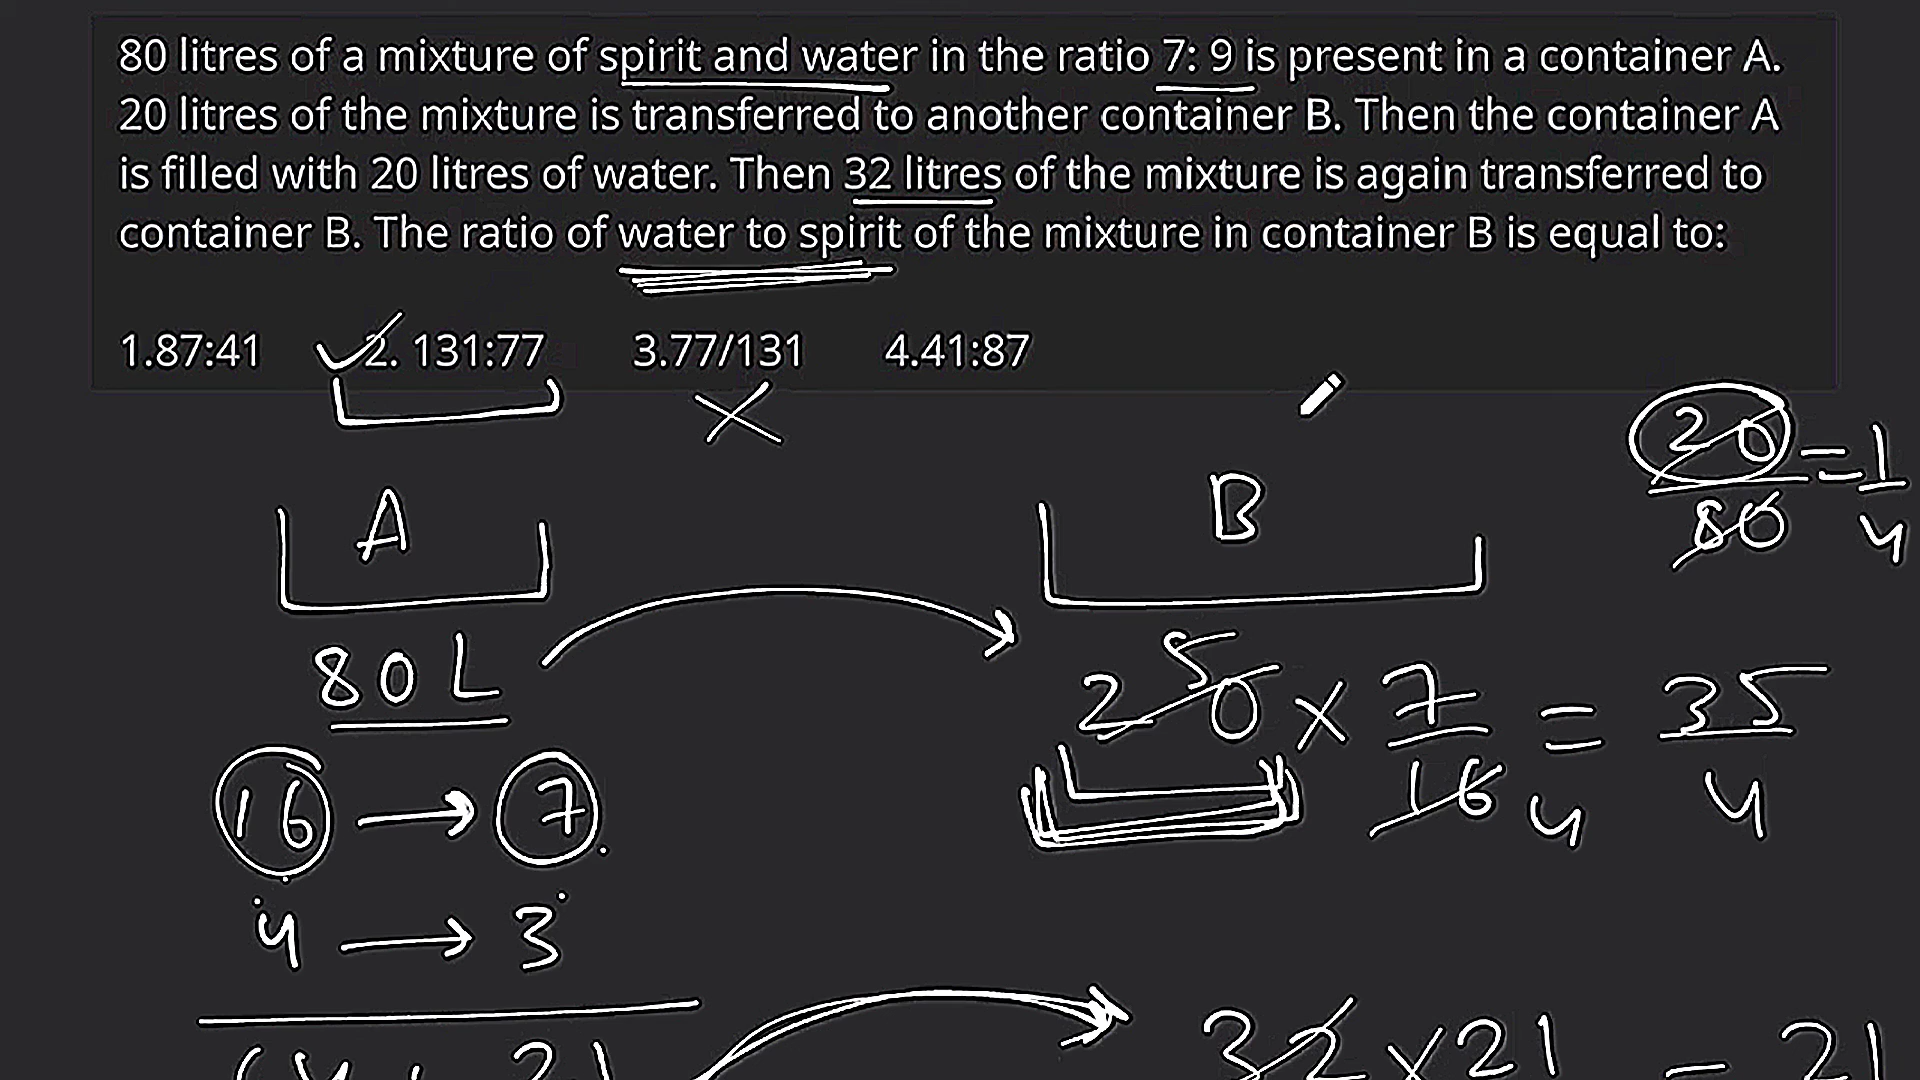 80 litres of a mixture of spirit and water in the ratio 7: 9 is present in a container A.
20 litres of the mixture is transferred to another container B. Then the container A
is filled with 20 litres of water. Then 32 litres of the mixture is again transferred to
container B. The ratio of water to spirit of the mixture in container B is equal to:
1.87:41 2. 131:77 3.77/131 4.41:87
20/80 = 1/4
A B
80 L
20 5 × 7/16 4 = 35/4
16 → 7
4 → 3
32 × 21 = 21